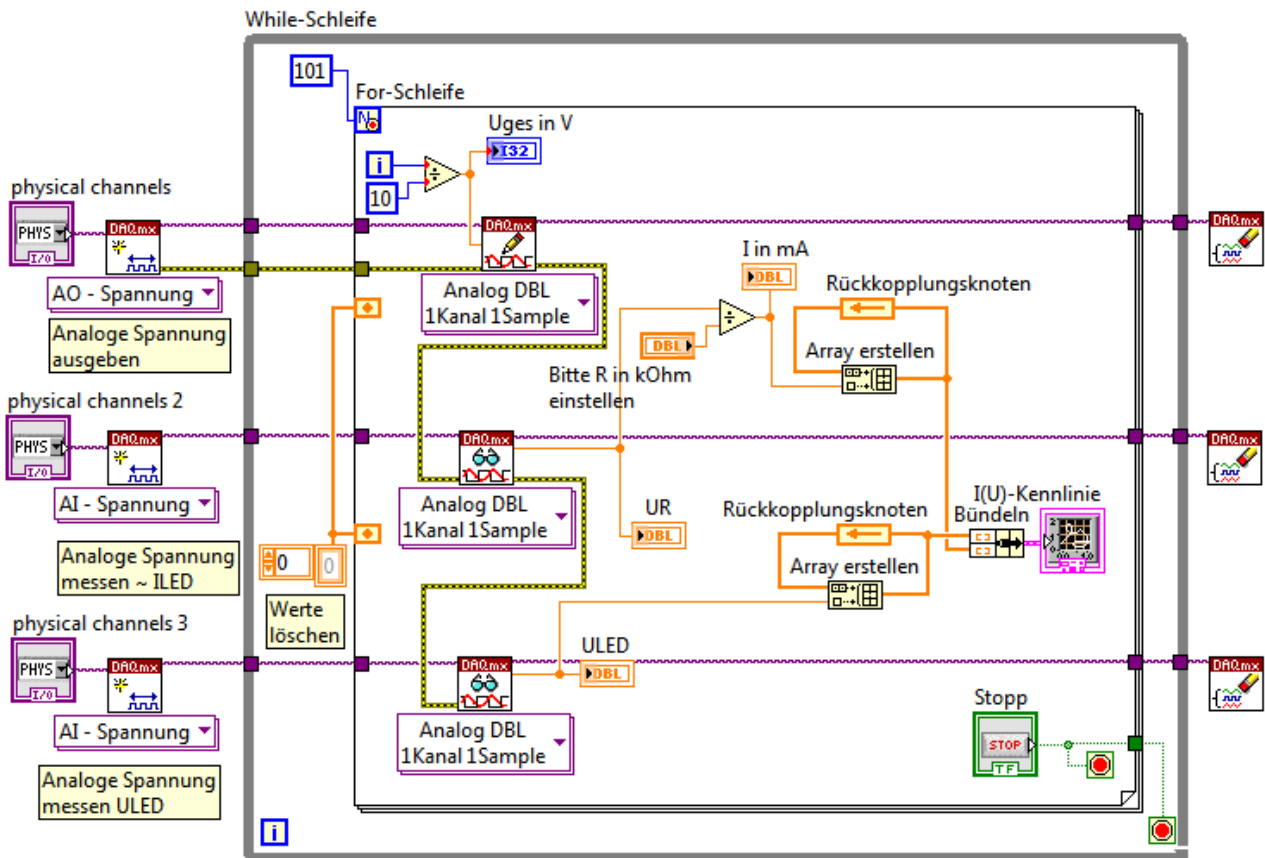 While-Schleife
101
For-Schleife
N
Uges in V
i
I32
10
physical channels
PHYS
I/O
DAQmx
DAQmx
DAQmx
AO - Spannung
Analog DBL
1Kanal 1Sample
I in mA
DBL
Rückkopplungsknoten
Analoge Spannung
ausgeben
DBL
Array erstellen
Bitte R in kOhm
einstellen
physical channels 2
PHYS
I/O
DAQmx
DAQmx
DAQmx
AI - Spannung
Analog DBL
1Kanal 1Sample
UR
DBL
Rückkopplungsknoten
I(U)-Kennlinie
Bündeln
Analoge Spannung
messen ~ ILED
0
0
Array erstellen
Werte
löschen
physical channels 3
PHYS
I/O
DAQmx
DAQmx
DAQmx
ULED
DBL
AI - Spannung
Analog DBL
1Kanal 1Sample
Stopp
STOP
TF
Analoge Spannung
messen ULED
i